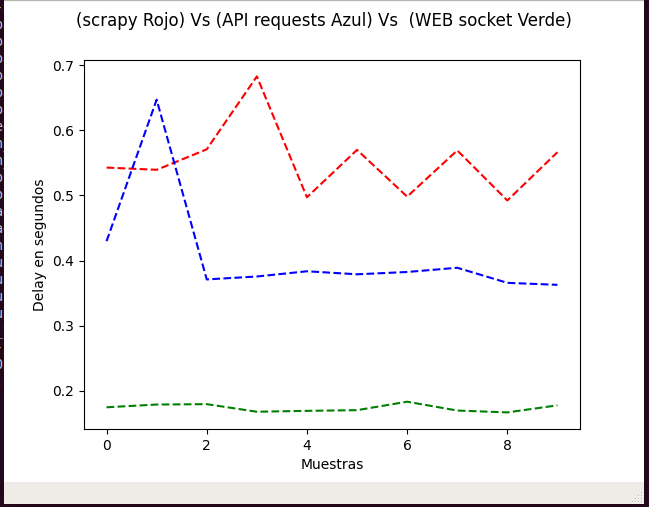 (scrapy Rojo) Vs (API requests Azul) Vs  (WEB socket Verde)
0.7
0.6
0.5
0.4
0.3
0.2
Delay en segundos
0 2 4 6 8
Muestras